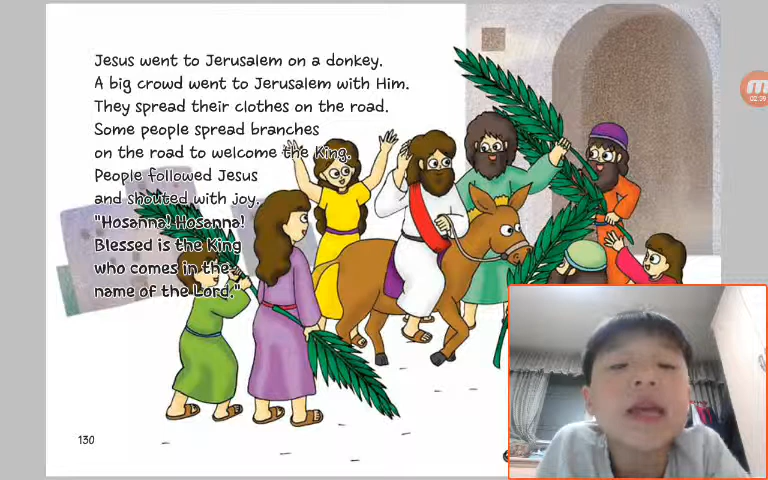 Jesus went to Jerusalem on a donkey.
A big crowd went to Jerusalem with Him.
They spread their clothes on the road.
Some people spread branches
on the road to welcome the King.
People followed Jesus
and shouted with joy.
"Hosanna! Hosanna!
Blessed is the King
who comes in the
name of the Lord."
130
02:39